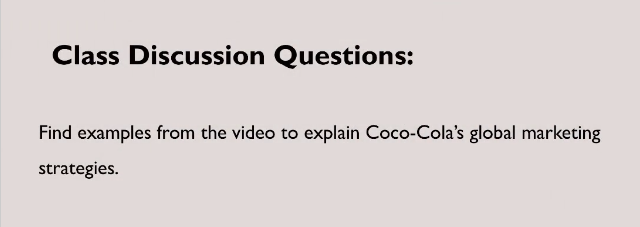 Class Discussion Questions:
Find examples from the video to explain Coco-Cola's global marketing
strategies.